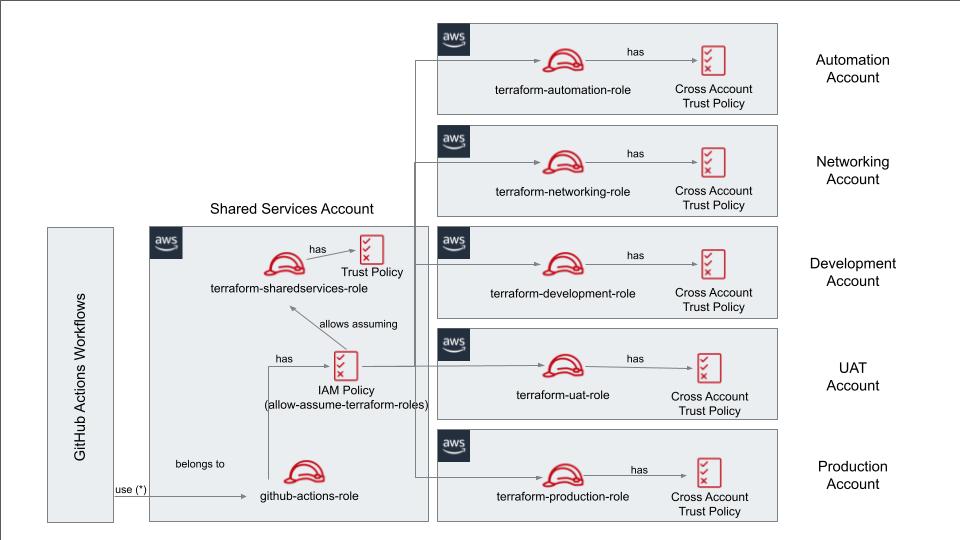 aws
has
terraform-automation-role
Cross Account
Trust Policy
Automation
Account
aws
has
terraform-networking-role
Cross Account
Trust Policy
Networking
Account
Shared Services Account
aws
has
Trust Policy
terraform-sharedservices-role
allows assuming
has
IAM Policy
(allow-assume-terraform-roles)
belongs to
github-actions-role
GitHub Actions Workflows
use (*)
aws
has
terraform-development-role
Cross Account
Trust Policy
Development
Account
aws
has
terraform-uat-role
Cross Account
Trust Policy
UAT
Account
aws
has
terraform-production-role
Cross Account
Trust Policy
Production
Account